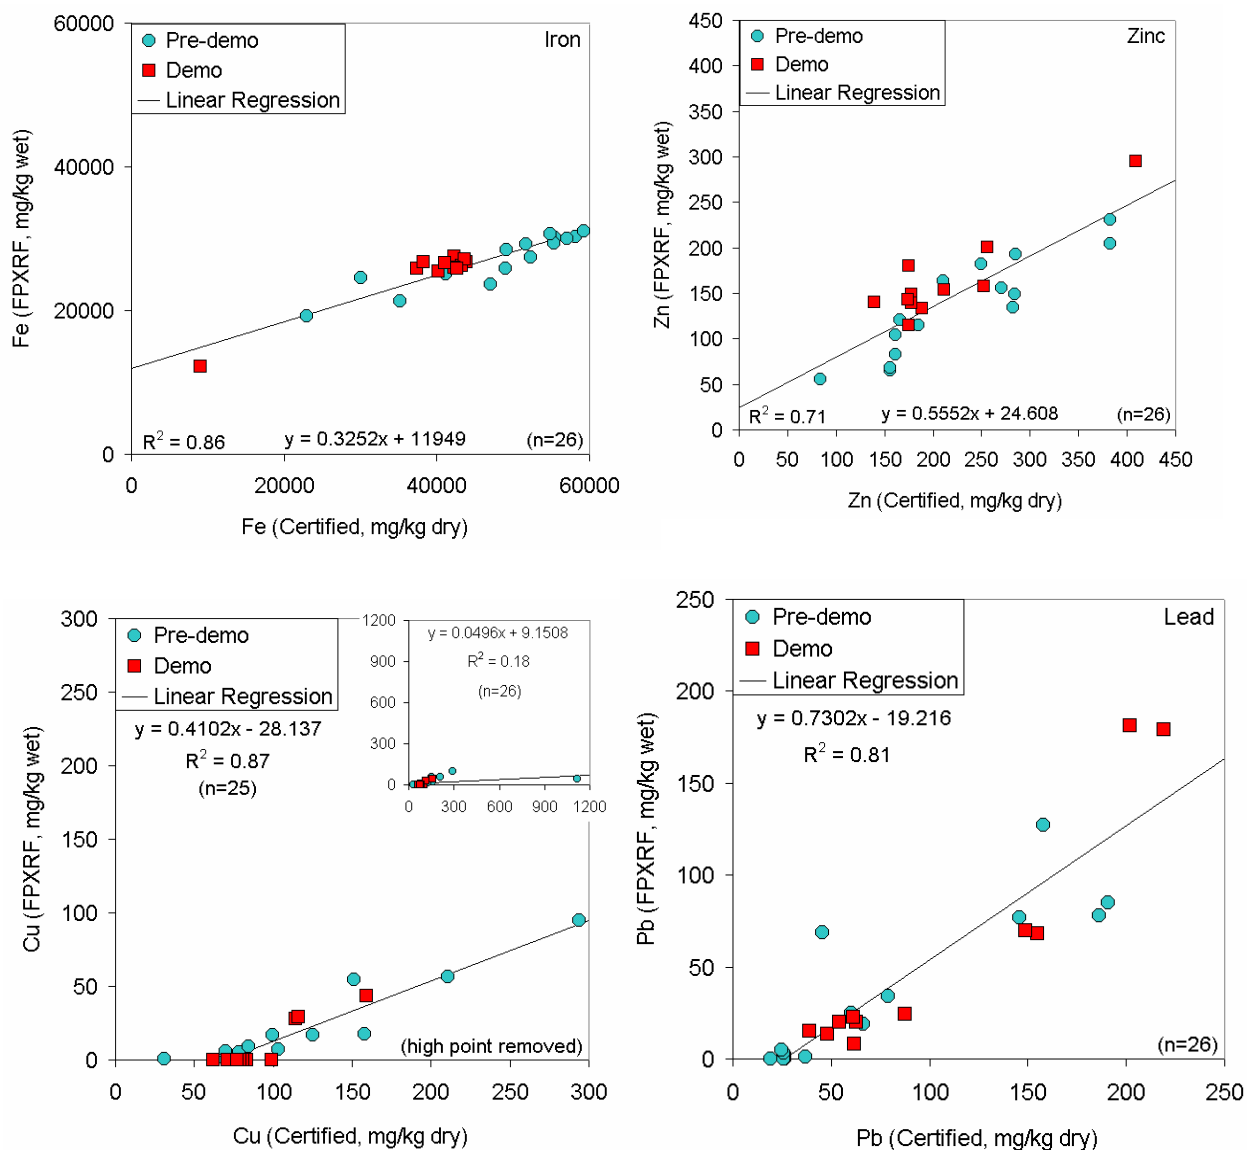 60000
Pre-demo
Iron
Demo
Linear Regression
40000
20000
0
R² = 0.86 y = 0.3252x + 11949 (n=26)
0 20000 40000 60000
Fe (FPXRF, mg/kg wet)
Fe (Certified, mg/kg dry)
450
Pre-demo
Zinc
400
Demo
Linear Regression
350
300
250
200
150
100
50
0
R² = 0.71 y = 0.5552x + 24.608 (n=26)
0 50 100 150 200 250 300 350 400 450
Zn (FPXRF, mg/kg wet)
Zn (Certified, mg/kg dry)
300
Pre-demo
Demo
Linear Regression
250
y = 0.4102x - 28.137
R² = 0.87
(n=25)
200
150
100
50
0
1200
y = 0.0496x + 9.1508
R² = 0.18
900
(n=26)
600
300
0
0 300 600 900 1200
(high point removed)
0 50 100 150 200 250 300
Cu (FPXRF, mg/kg wet)
Cu (Certified, mg/kg dry)
250
Pre-demo
Lead
Demo
Linear Regression
200
y = 0.7302x - 19.216
R² = 0.81
150
100
50
0
(n=26)
0 50 100 150 200 250
Pb (FPXRF, mg/kg wet)
Pb (Certified, mg/kg dry)